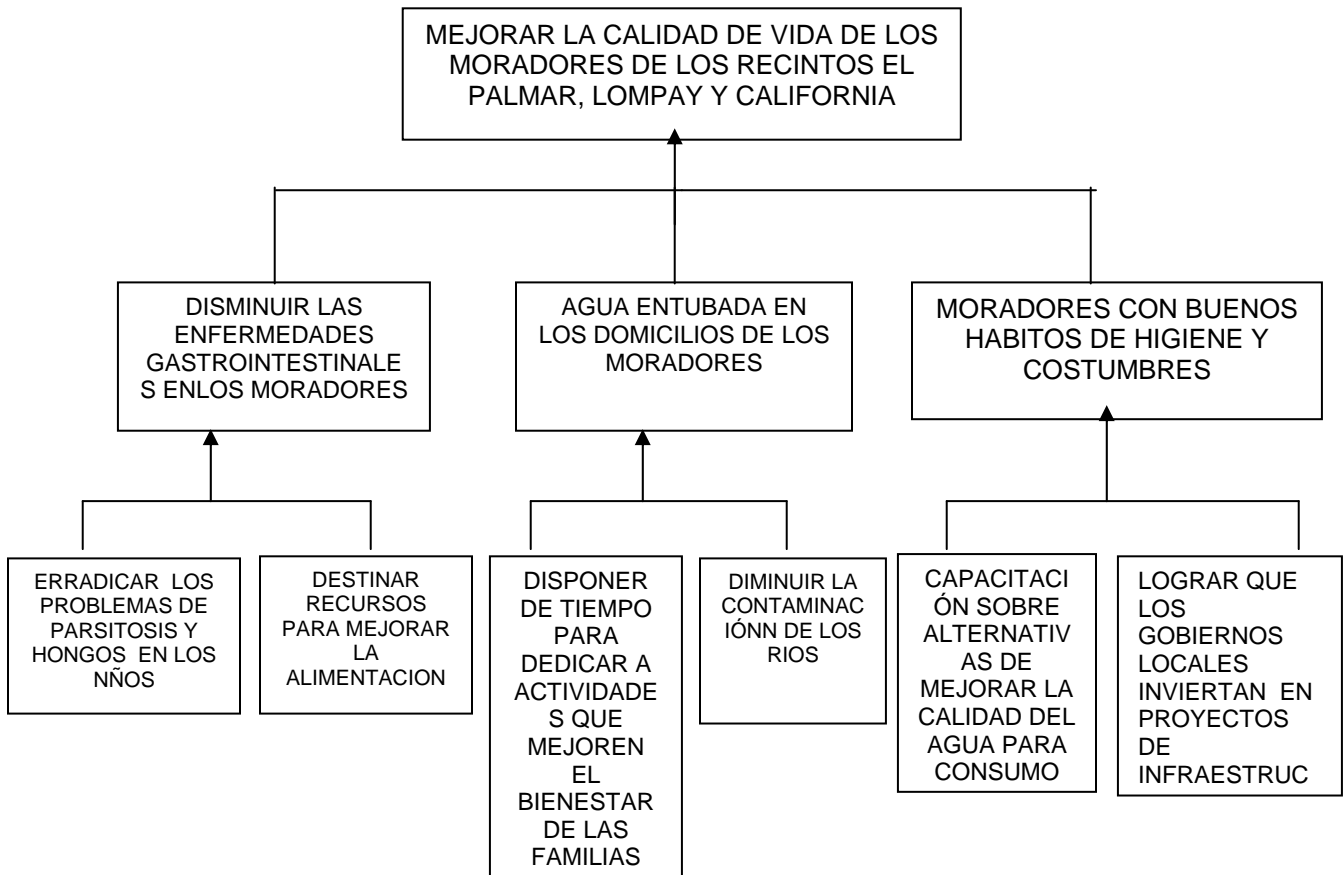 MEJORAR LA CALIDAD DE VIDA DE LOS
MORADORES DE LOS RECINTOS EL
PALMAR, LOMPAY Y CALIFORNIA
DISMINUIR LAS
ENFERMEDADES
GASTROINTESTINALE
S ENLOS MORADORES
AGUA ENTUBADA EN
LOS DOMICILIOS DE LOS
MORADORES
MORADORES CON BUENOS
HABITOS DE HIGIENE Y
COSTUMBRES
ERRADICAR LOS
PROBLEMAS DE
PARSITOSIS Y
HONGOS EN LOS
NÑOS
DESTINAR
RECURSOS
PARA MEJORAR
LA
ALIMENTACION
DISPONER
DE TIEMPO
PARA
DEDICAR A
ACTIVIDADE
S QUE
MEJOREN
EL
BIENESTAR
DE LAS
FAMILIAS
DIMINUIR LA
CONTAMINAC
IÓNN DE LOS
RIOS
CAPACITACI
ÓN SOBRE
ALTERNATIV
AS DE
MEJORAR LA
CALIDAD DEL
AGUA PARA
CONSUMO
LOGRAR QUE
LOS
GOBIERNOS
LOCALES
INVIERTAN EN
PROYECTOS
DE
INFRAESTRUC